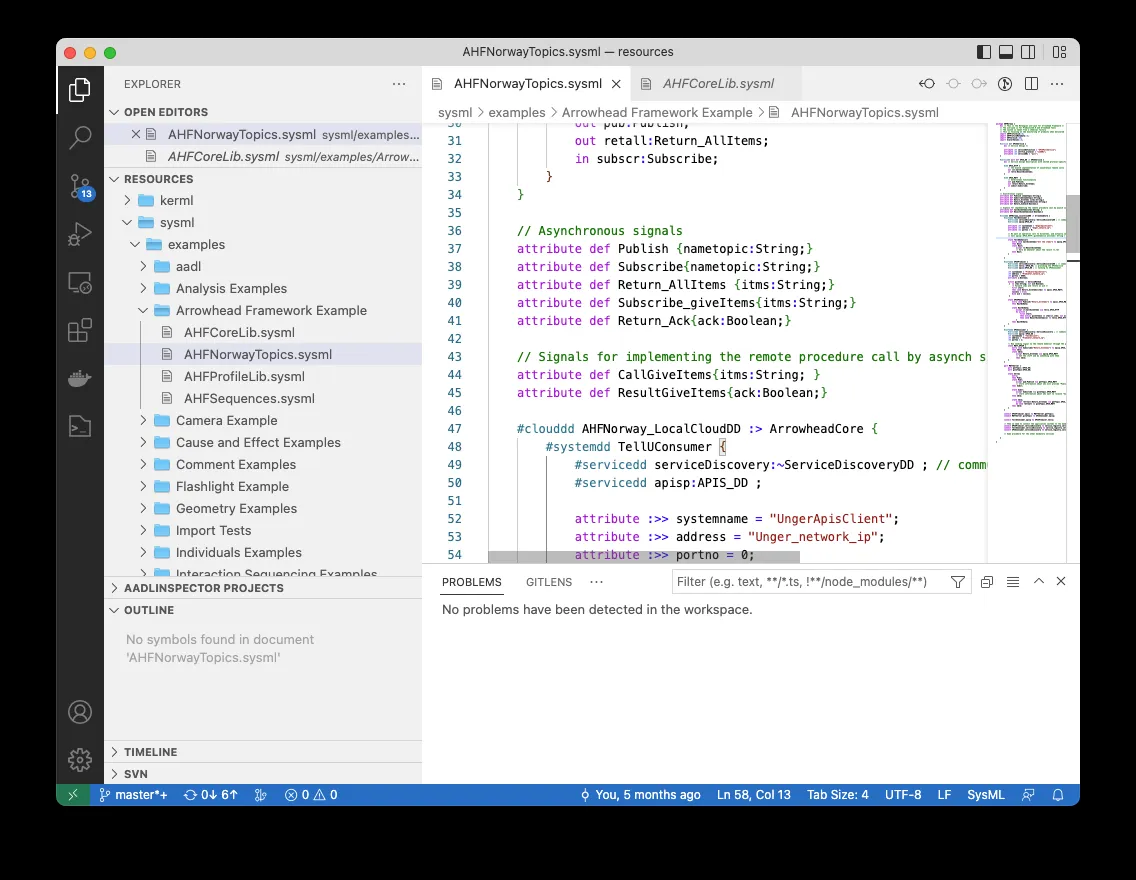 AHFNorwayTopics.sysml — resources
EXPLORER
OPEN EDITORS
AHFNorwayTopics.sysml sysml/examples...
AHFCoreLib.sysml sysml/examples/Arrow...
RESOURCES
kerml
sysml
examples
aadl
Analysis Examples
Arrowhead Framework Example
AHFCoreLib.sysml
AHFNorwayTopics.sysml
AHFProfileLib.sysml
AHFSequences.sysml
Camera Example
Cause and Effect Examples
Comment Examples
Flashlight Example
Geometry Examples
Import Tests
Individuals Examples
Interaction Sequencing Examples
AADLINSPECTOR PROJECTS
OUTLINE
No symbols found in document
'AHFNorwayTopics.sysml'
TIMELINE
SVN
13
AHFNorwayTopics.sysml
AHFCoreLib.sysml
sysml > examples > Arrowhead Framework Example > AHFNorwayTopics.sysml
30 out pub:Publish;
31 out retall:Return_AllItems;
32 in subscr:Subscribe;
33 }
34 }
35
36 // Asynchronous signals
37 attribute def Publish {nametopic:String;}
38 attribute def Subscribe{nametopic:String;}
39 attribute def Return_AllItems {itms:String;}
40 attribute def Subscribe_giveItems{itms:String;}
41 attribute def Return_Ack{ack:Boolean;}
42
43 // Signals for implementing the remote procedure call by asynch s
44 attribute def CallGiveItems{itms:String; }
45 attribute def ResultGiveItems{ack:Boolean;}
46
47 #clouddd AHFNorway_LocalCloudDD :> ArrowheadCore {
48 #systemdd TellUConsumer {
49 #servicedd serviceDiscovery:~ServiceDiscoveryDD ; // comm
50 #servicedd apisp:APIS_DD ;
51
52 attribute :>> systemname = "UngerApisClient";
53 attribute :>> address = "Unger_network_ip";
54 attribute :>> portno = 0;
PROBLEMS GITLENS ...
Filter (e.g. text, **/*.ts, !**/node_modules/**)
No problems have been detected in the workspace.
master*+ 0↓ 6↑ 0 0 You, 5 months ago Ln 58, Col 13 Tab Size: 4 UTF-8 LF SysML